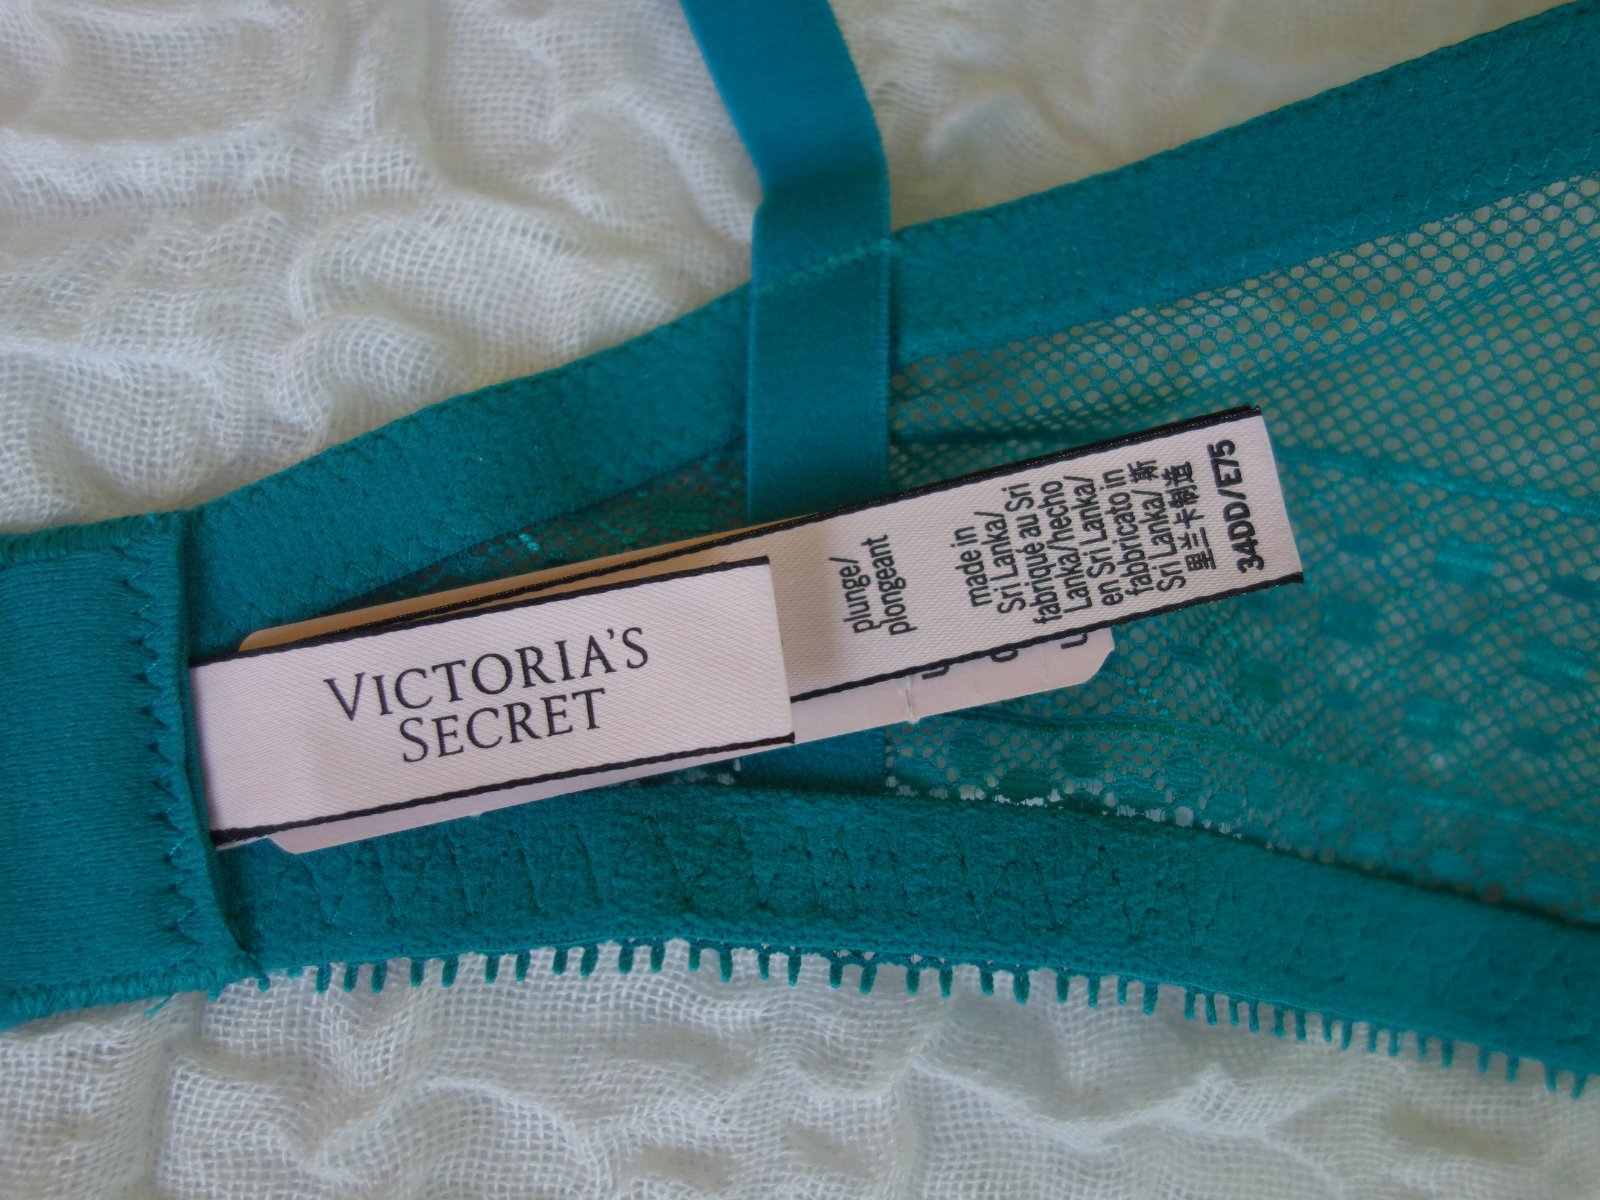 VICTORIA'S
SECRET
plunge/
plongeant
made in
Sri Lanka/
fabriqué au Sri
Lanka/hecho
en Sri Lanka/
fabbricato in
Sri Lanka/ 斯
里兰卡制造
34DD/E75